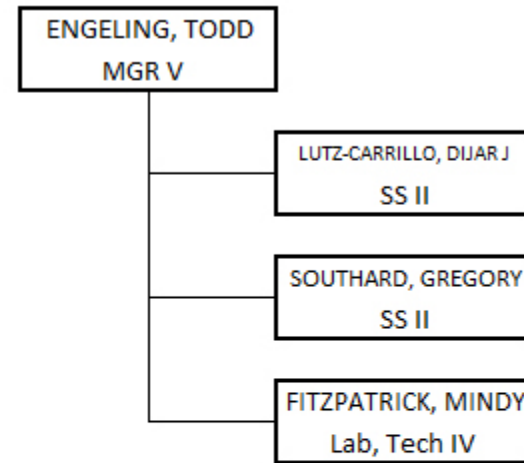 ENGELING, TODD
MGR V
LUTZ-CARRILLO, DIJAR J
SS II
SOUTHARD, GREGORY
SS II
FITZPATRICK, MINDY
Lab, Tech IV